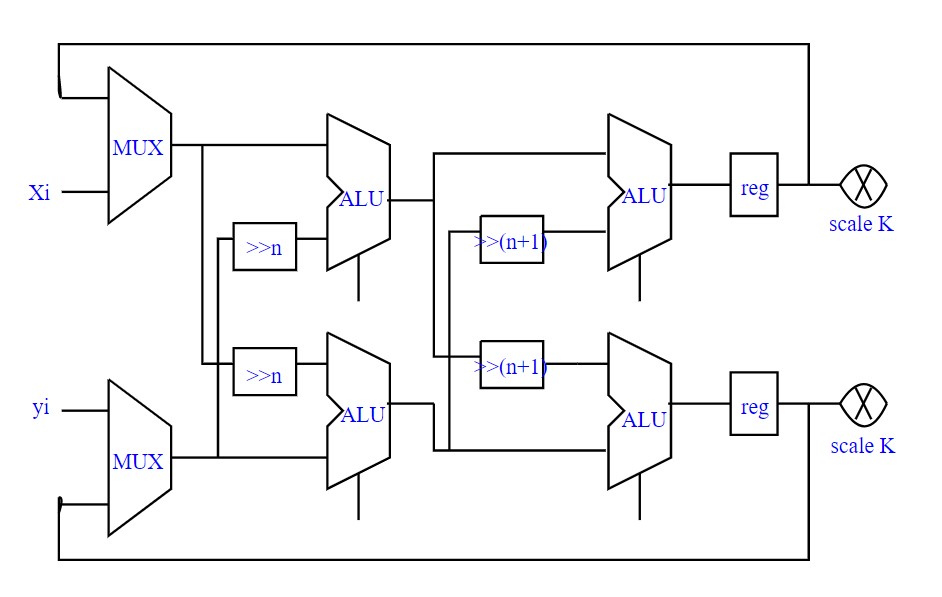 MUX
Xi
ALU
ALU
reg
scale K
>>n
>>(n+1)
>>n
>>(n+1)
yi
ALU
ALU
reg
MUX
scale K